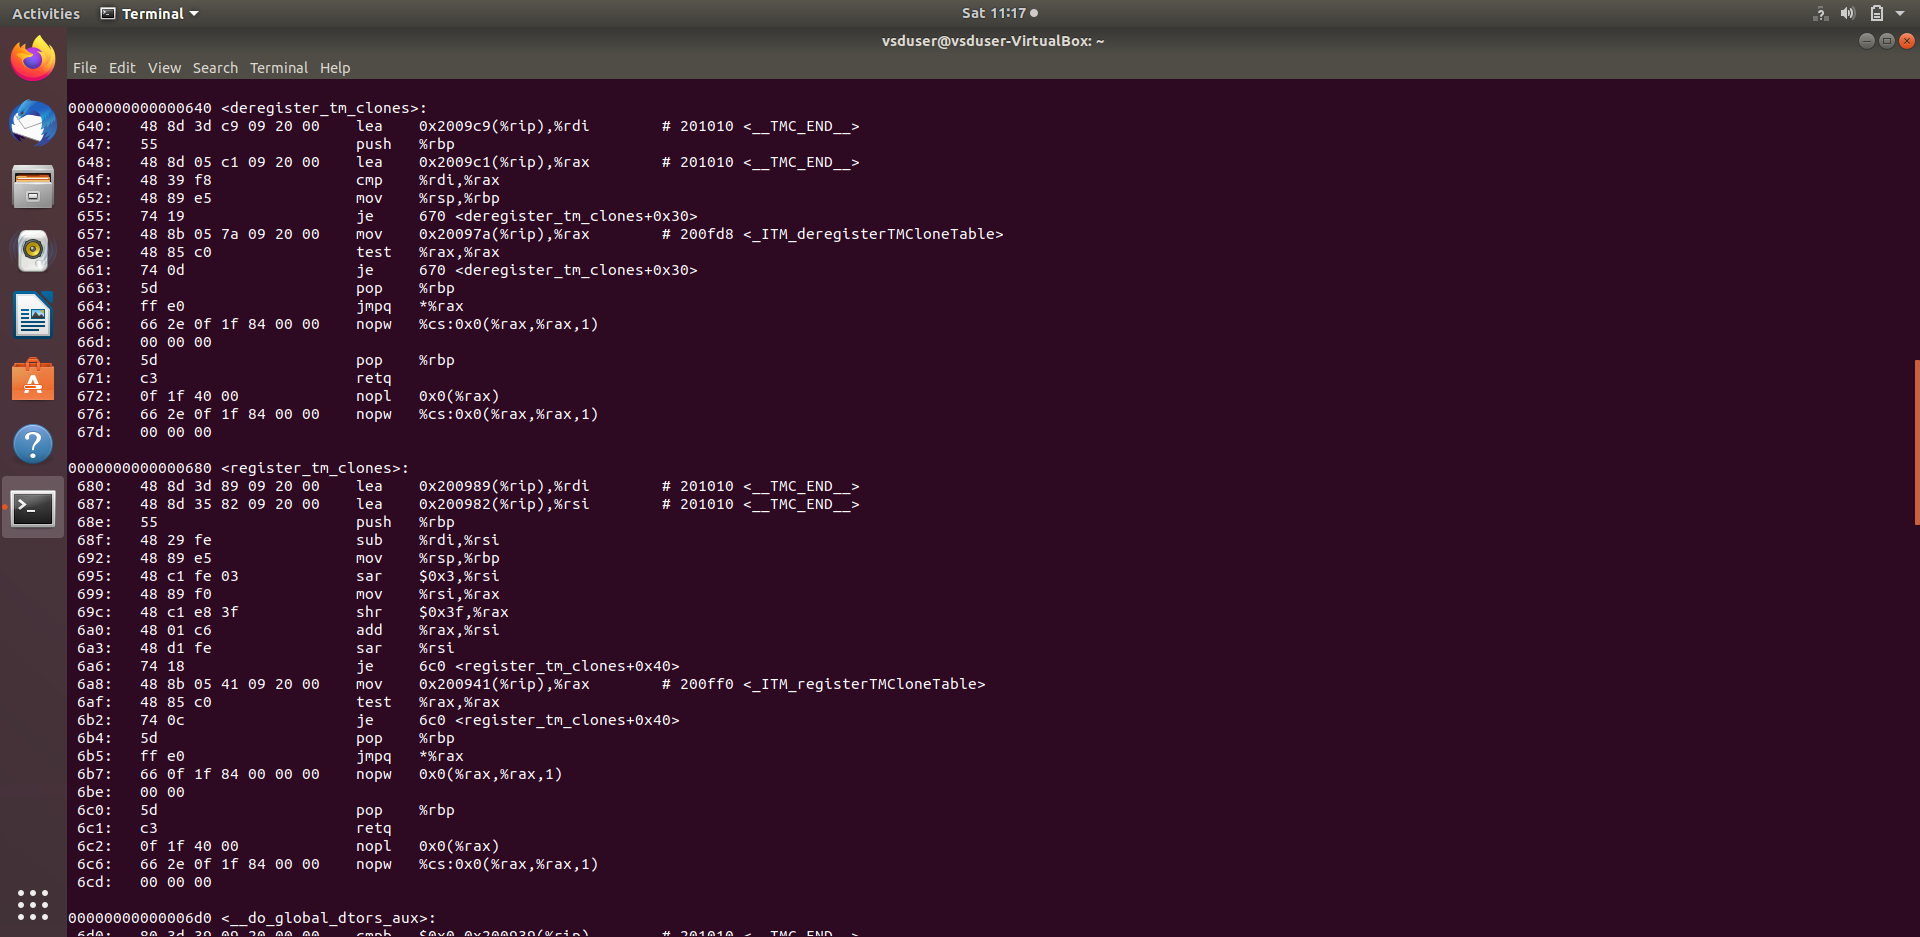 Activities Terminal Sat 11:17
vsduser@vsduser-VirtualBox: ~
File Edit View Search Terminal Help
0000000000000640 <deregister_tm_clones>:
640: 48 8d 3d c9 09 20 00 lea 0x2009c9(%rip),%rdi # 201010 <__TMC_END__>
647: 55 push %rbp
648: 48 8d 05 c1 09 20 00 lea 0x2009c1(%rip),%rax # 201010 <__TMC_END__>
64f: 48 39 f8 cmp %rdi,%rax
652: 48 89 e5 mov %rsp,%rbp
655: 74 19 je 670 <deregister_tm_clones+0x30>
657: 48 8b 05 7a 09 20 00 mov 0x20097a(%rip),%rax # 200fd8 <_ITM_deregisterTMCloneTable>
65e: 48 85 c0 test %rax,%rax
661: 74 0d je 670 <deregister_tm_clones+0x30>
663: 5d pop %rbp
664: ff e0 jmpq *%rax
666: 66 2e 0f 1f 84 00 00 nopw %cs:0x0(%rax,%rax,1)
66d: 00 00 00
670: 5d pop %rbp
671: c3 retq
672: 0f 1f 40 00 nopl 0x0(%rax)
676: 66 2e 0f 1f 84 00 00 nopw %cs:0x0(%rax,%rax,1)
67d: 00 00 00
0000000000000680 <register_tm_clones>:
680: 48 8d 3d 89 09 20 00 lea 0x200989(%rip),%rdi # 201010 <__TMC_END__>
687: 48 8d 35 82 09 20 00 lea 0x200982(%rip),%rsi # 201010 <__TMC_END__>
68e: 55 push %rbp
68f: 48 29 fe sub %rdi,%rsi
692: 48 89 e5 mov %rsp,%rbp
695: 48 c1 fe 03 sar $0x3,%rsi
699: 48 89 f0 mov %rsi,%rax
69c: 48 c1 e8 3f shr $0x3f,%rax
6a0: 48 01 c6 add %rax,%rsi
6a3: 48 d1 fe sar %rsi
6a6: 74 18 je 6c0 <register_tm_clones+0x40>
6a8: 48 8b 05 41 09 20 00 mov 0x200941(%rip),%rax # 200ff0 <_ITM_registerTMCloneTable>
6af: 48 85 c0 test %rax,%rax
6b2: 74 0c je 6c0 <register_tm_clones+0x40>
6b4: 5d pop %rbp
6b5: ff e0 jmpq *%rax
6b7: 66 0f 1f 84 00 00 00 nopw 0x0(%rax,%rax,1)
6be: 00 00
6c0: 5d pop %rbp
6c1: c3 retq
6c2: 0f 1f 40 00 nopl 0x0(%rax)
6c6: 66 2e 0f 1f 84 00 00 nopw %cs:0x0(%rax,%rax,1)
6cd: 00 00 00
00000000000006d0 <__do_global_dtors_aux>:
6d0: 80 3d 39 09 20 00 00 cmpb $0x0,0x200939(%rip) # 201010 <__TMC_END__>